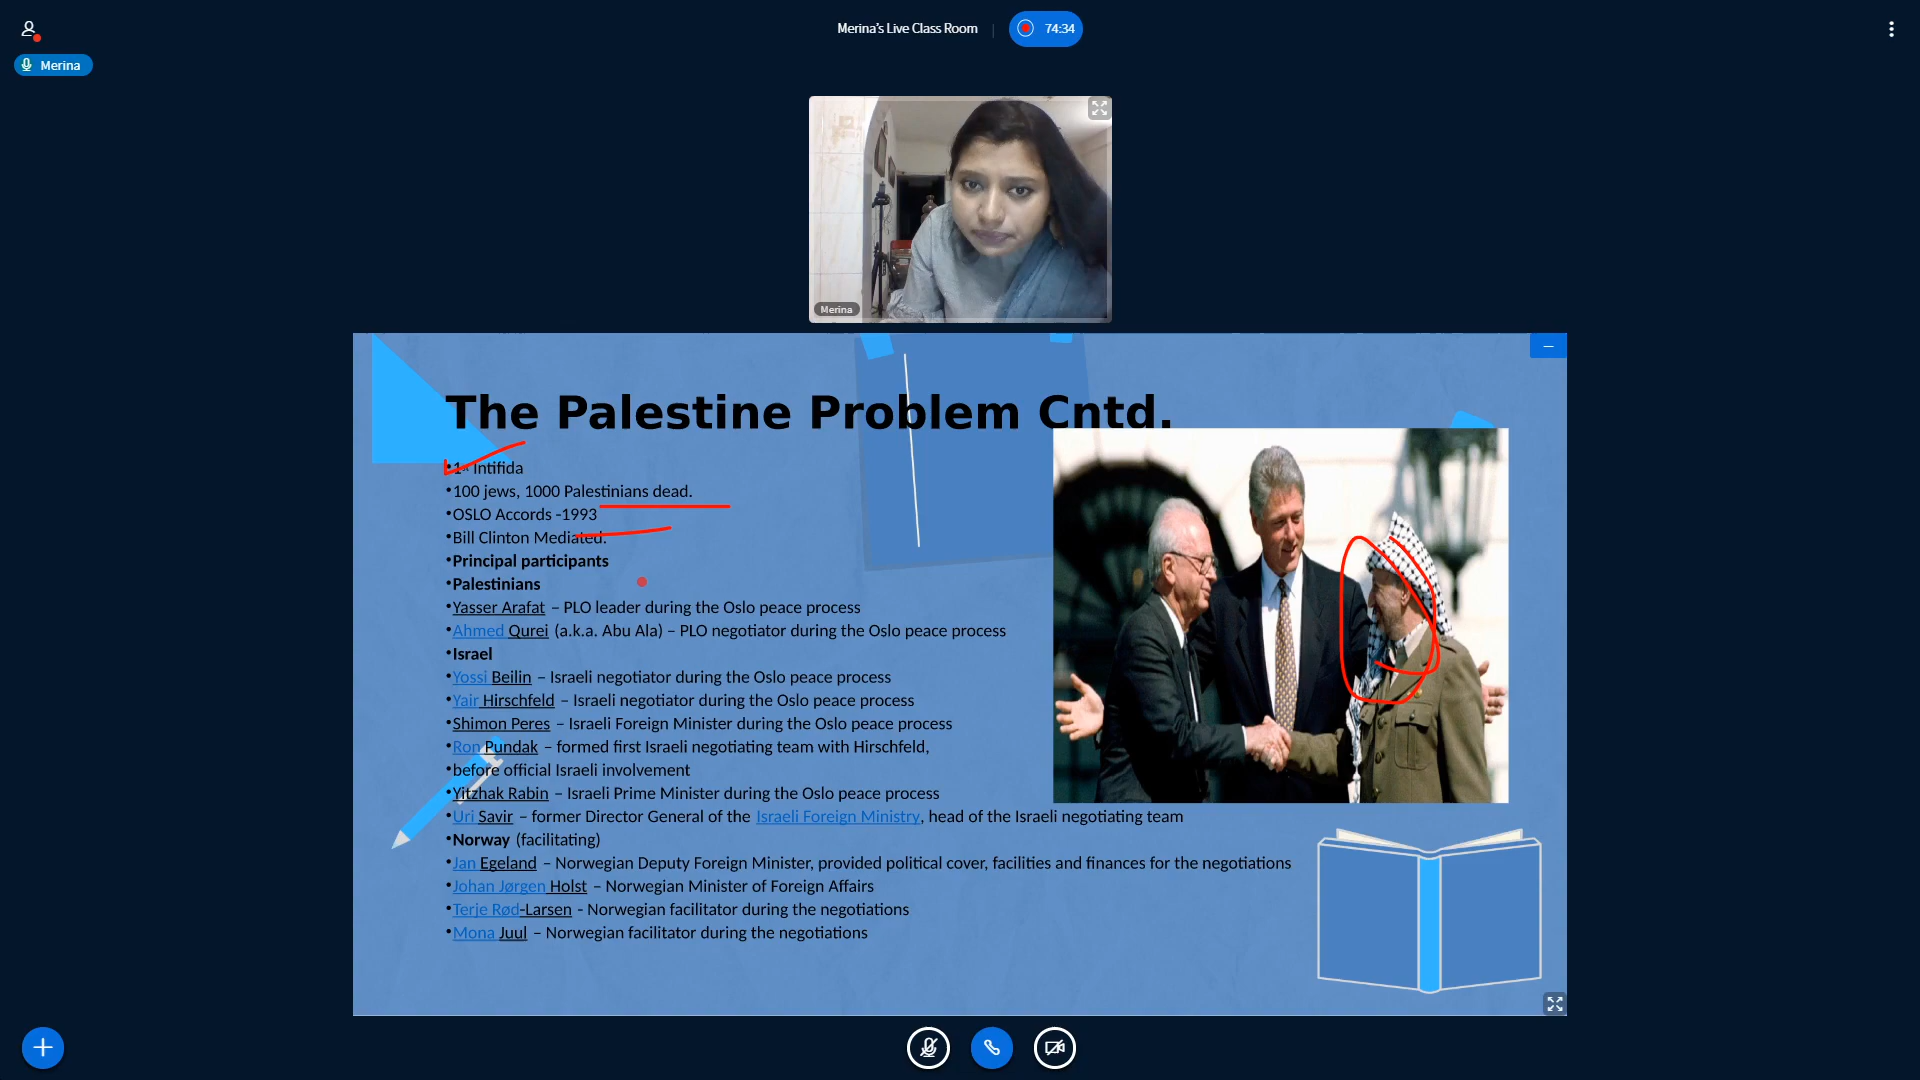 Merina's Live Class Room
74:34
Merina
Merina
The Palestine Problem Cntd.
•1st Intifida
•100 jews, 1000 Palestinians dead.
•OSLO Accords -1993
•Bill Clinton Mediated.
•Principal participants
•Palestinians
•Yasser Arafat – PLO leader during the Oslo peace process
•Ahmed Qurei (a.k.a. Abu Ala) – PLO negotiator during the Oslo peace process
•Israel
•Yossi Beilin – Israeli negotiator during the Oslo peace process
•Yair Hirschfeld – Israeli negotiator during the Oslo peace process
•Shimon Peres – Israeli Foreign Minister during the Oslo peace process
•Ron Pundak – formed first Israeli negotiating team with Hirschfeld,
•before official Israeli involvement
•Yitzhak Rabin – Israeli Prime Minister during the Oslo peace process
•Uri Savir – former Director General of the Israeli Foreign Ministry, head of the Israeli negotiating team
•Norway (facilitating)
•Jan Egeland – Norwegian Deputy Foreign Minister, provided political cover, facilities and finances for the negotiations
•Johan Jørgen Holst – Norwegian Minister of Foreign Affairs
•Terje Rød-Larsen - Norwegian facilitator during the negotiations
•Mona Juul – Norwegian facilitator during the negotiations